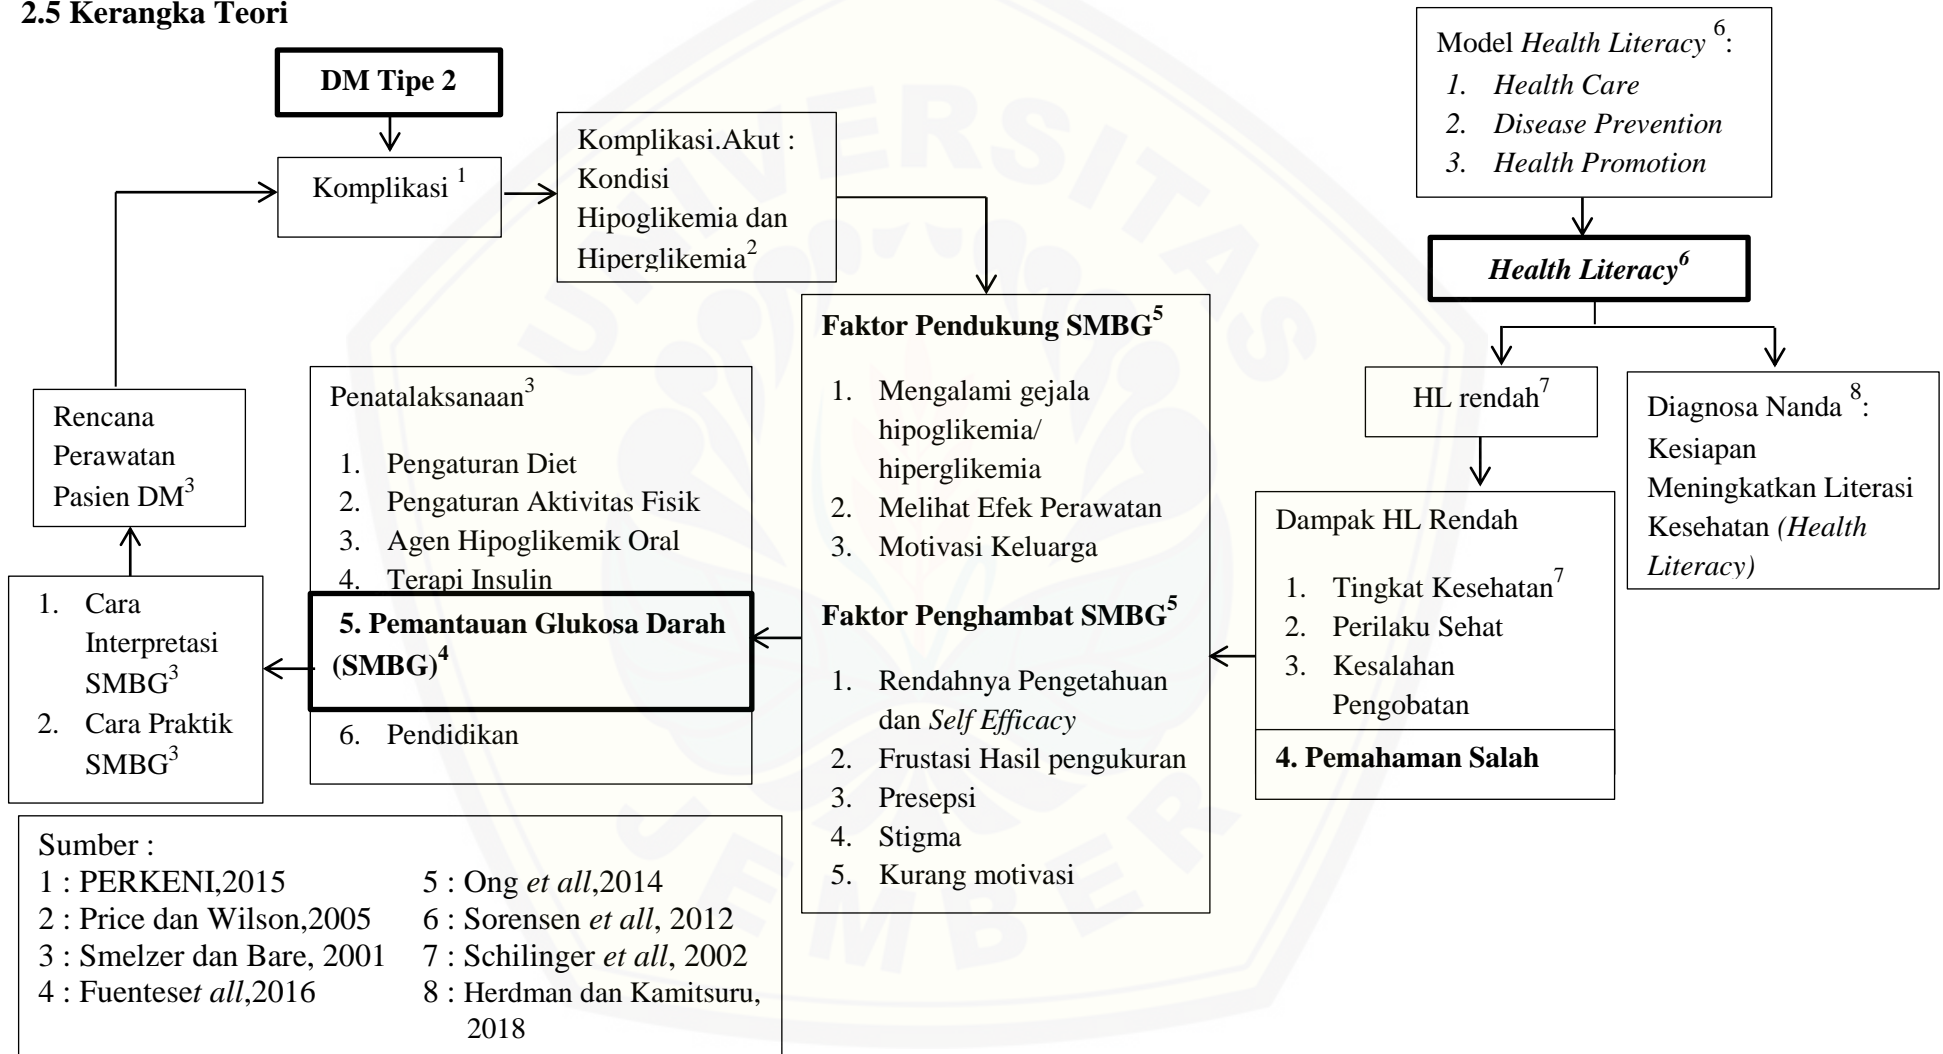 2.5 Kerangka Teori
DM Tipe 2
Komplikasi 1
Komplikasi.Akut :
Kondisi
Hipoglikemia dan
Hiperglikemia2
Model Health Literacy 6:
1. Health Care
2. Disease Prevention
3. Health Promotion
Health Literacy6
HL rendah7
Diagnosa Nanda 8:
Kesiapan
Meningkatkan Literasi
Kesehatan (Health
Literacy)
Dampak HL Rendah
1. Tingkat Kesehatan7
2. Perilaku Sehat
3. Kesalahan
Pengobatan
4. Pemahaman Salah
Faktor Pendukung SMBG5
1. Mengalami gejala
hipoglikemia/
hiperglikemia
2. Melihat Efek Perawatan
3. Motivasi Keluarga
Faktor Penghambat SMBG5
1. Rendahnya Pengetahuan
dan Self Efficacy
2. Frustasi Hasil pengukuran
3. Presepsi
4. Stigma
5. Kurang motivasi
Penatalaksanaan3
1. Pengaturan Diet
2. Pengaturan Aktivitas Fisik
3. Agen Hipoglikemik Oral
4. Terapi Insulin
5. Pemantauan Glukosa Darah
(SMBG)4
6. Pendidikan
Rencana
Perawatan
Pasien DM3
1. Cara
Interpretasi
SMBG3
2. Cara Praktik
SMBG3
Sumber :
1 : PERKENI,2015
2 : Price dan Wilson,2005
3 : Smelzer dan Bare, 2001
4 : Fuenteset all,2016
5 : Ong et all,2014
6 : Sorensen et all, 2012
7 : Schilinger et all, 2002
8 : Herdman dan Kamitsuru,
2018
UNIVERSITAS
JEMBER